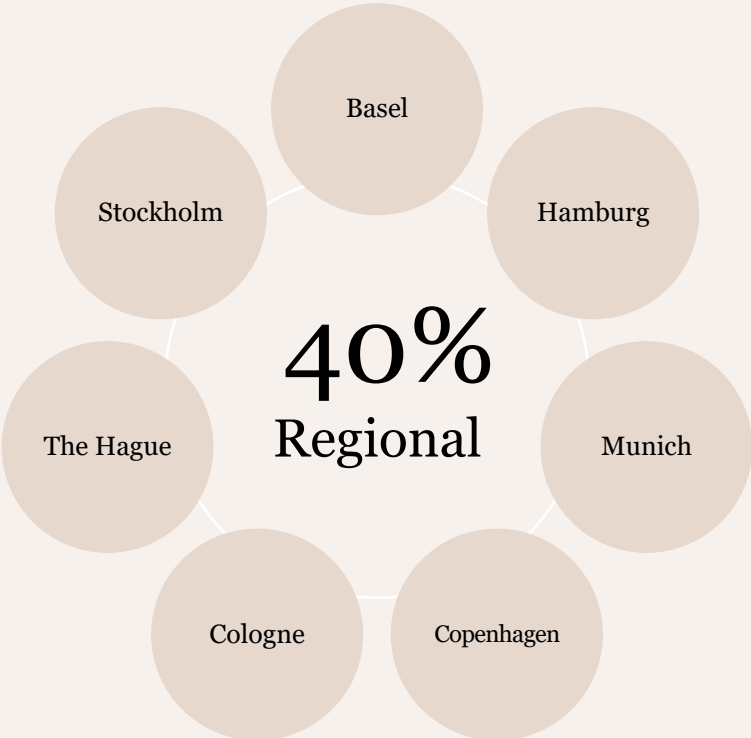 Basel
Stockholm
Hamburg
40%
Regional
The Hague
Munich
Cologne
Copenhagen